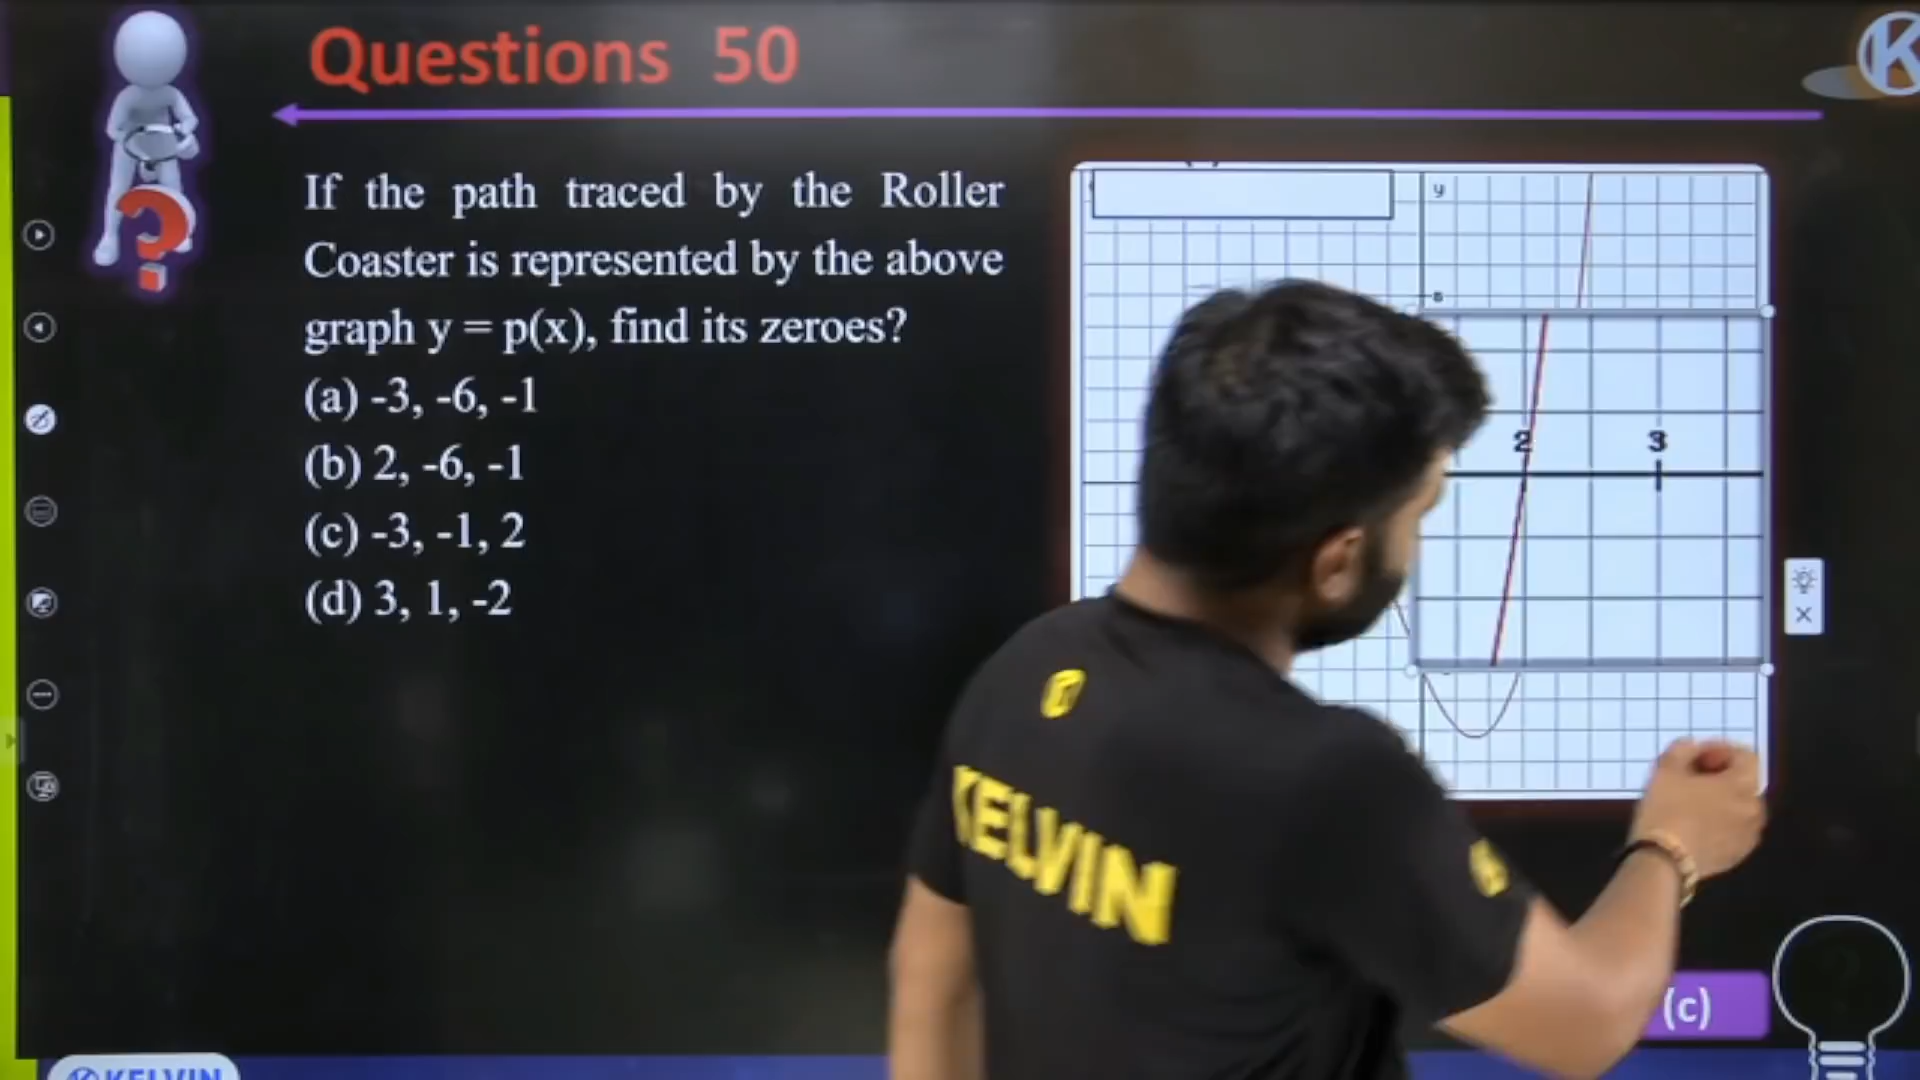 Questions 50
If the path traced by the Roller
Coaster is represented by the above
graph y = p(x), find its zeroes?
(a) -3, -6, -1
(b) 2, -6, -1
(c) -3, -1, 2
(d) 3, 1, -2
K
y
2
3
KELVIN
(c)
KELVIN